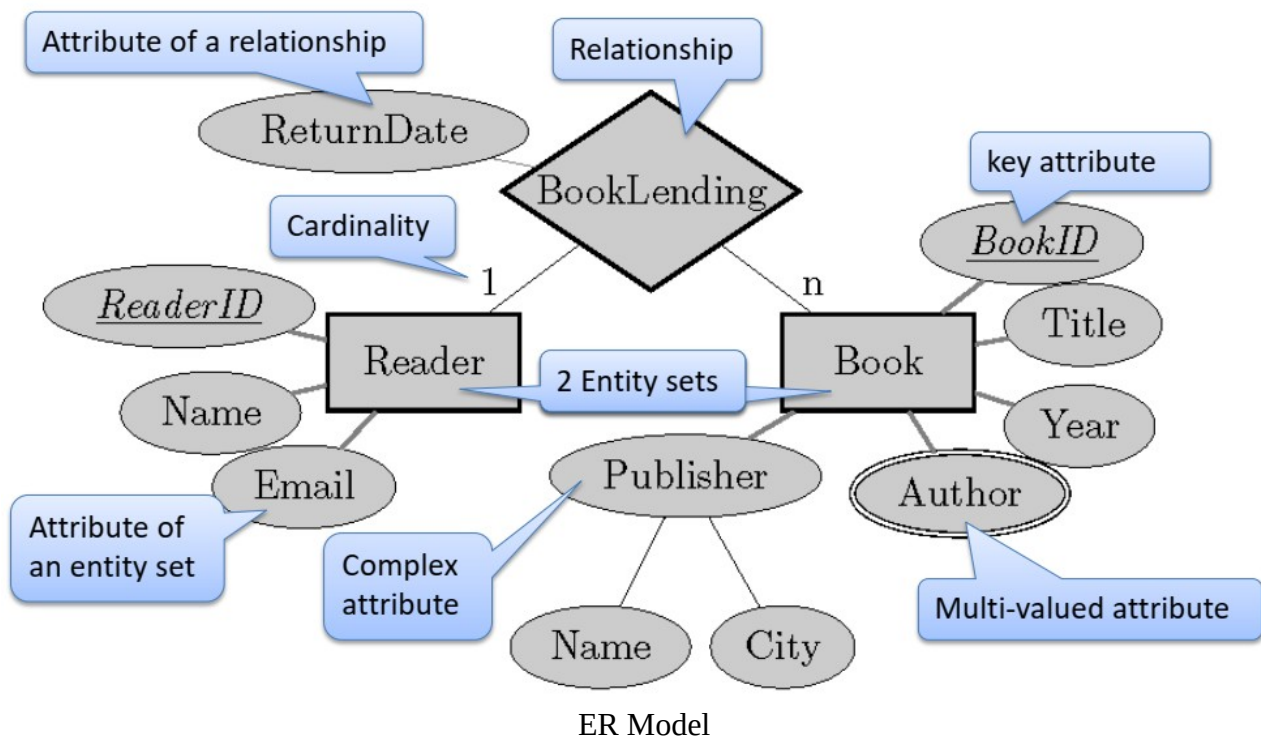 Attribute of a relationship
Relationship
ReturnDate
key attribute
BookLending
Cardinality
BookID
1
n
ReaderID
Title
Reader
2 Entity sets
Book
Name
Year
Publisher
Email
Author
Attribute of
an entity set
Complex
attribute
Multi-valued attribute
Name
City
ER Model